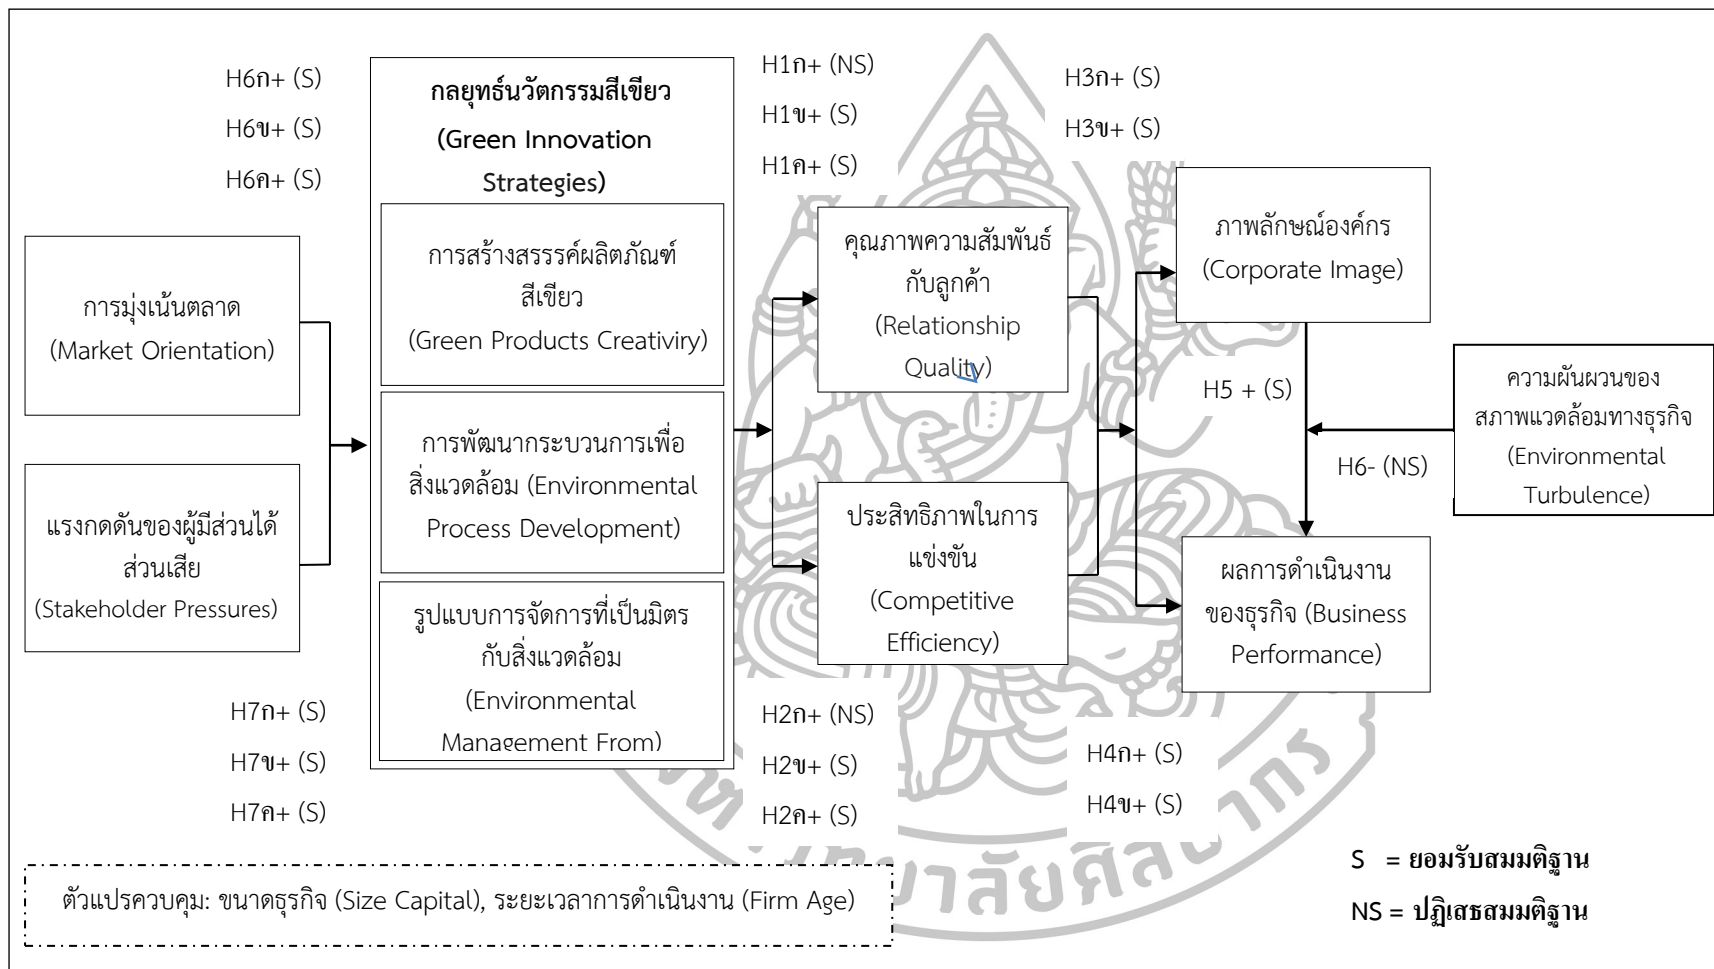 H6ก+ (S)
H6ข+ (S)
H6ค+ (S)
กลยุทธ์นวัตกรรมสีเขียว
(Green Innovation
Strategies)
H1ก+ (NS)
H1ข+ (S)
H1ค+ (S)
H3ก+ (S)
H3ข+ (S)
การมุ่งเน้นตลาด
(Market Orientation)
แรงกดดันของผู้มีส่วนได้
ส่วนเสีย
(Stakeholder Pressures)
การสร้างสรรรค์ผลิตภัณฑ์
สีเขียว
(Green Products Creativiry)
การพัฒนากระบวนการเพื่อ
สิ่งแวดล้อม (Environmental
Process Development)
รูปแบบการจัดการที่เป็นมิตร
กับสิ่งแวดล้อม
(Environmental
Management From)
คุณภาพความสัมพันธ์
กับลูกค้า
(Relationship
Quality)
ประสิทธิภาพในการ
แข่งขัน
(Competitive
Efficiency)
ภาพลักษณ์องค์กร
(Corporate Image)
H5 + (S)
H6- (NS)
ความผันผวนของ
สภาพแวดล้อมทางธุรกิจ
(Environmental
Turbulence)
ผลการดำเนินงาน
ของธุรกิจ (Business
Performance)
H7ก+ (S)
H7ข+ (S)
H7ค+ (S)
H2ก+ (NS)
H2ข+ (S)
H2ค+ (S)
H4ก+ (S)
H4ข+ (S)
ตัวแปรควบคุม: ขนาดธุรกิจ (Size Capital), ระยะเวลาการดำเนินงาน (Firm Age)
S = ยอมรับสมมติฐาน
NS = ปฏิเสธสมมติฐาน